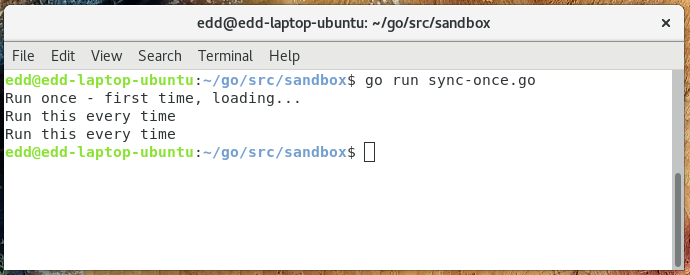 edd@edd-laptop-ubuntu: ~/go/src/sandbox
File Edit View Search Terminal Help
edd@edd-laptop-ubuntu:~/go/src/sandbox$ go run sync-once.go
Run once - first time, loading...
Run this every time
Run this every time
edd@edd-laptop-ubuntu:~/go/src/sandbox$